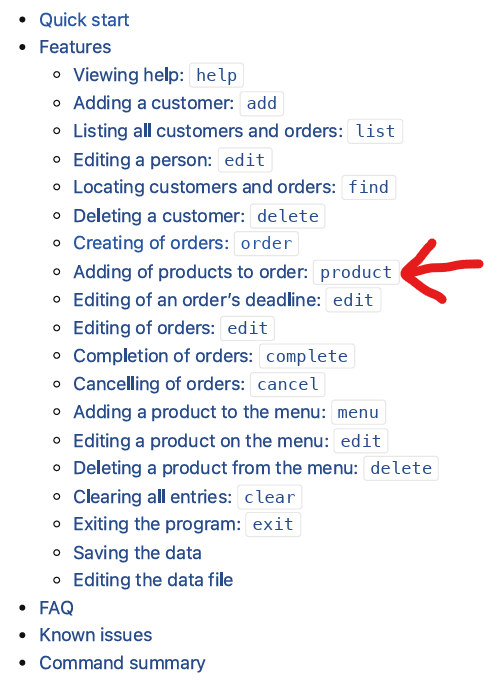 Quick start
Features
Viewing help: help
Adding a customer: add
Listing all customers and orders: list
Editing a person: edit
Locating customers and orders: find
Deleting a customer: delete
Creating of orders: order
Adding of products to order: product
Editing of an order’s deadline: edit
Editing of orders: edit
Completion of orders: complete
Cancelling of orders: cancel
Adding a product to the menu: menu
Editing a product on the menu: edit
Deleting a product from the menu: delete
Clearing all entries: clear
Exiting the program: exit
Saving the data
Editing the data file
FAQ
Known issues
Command summary